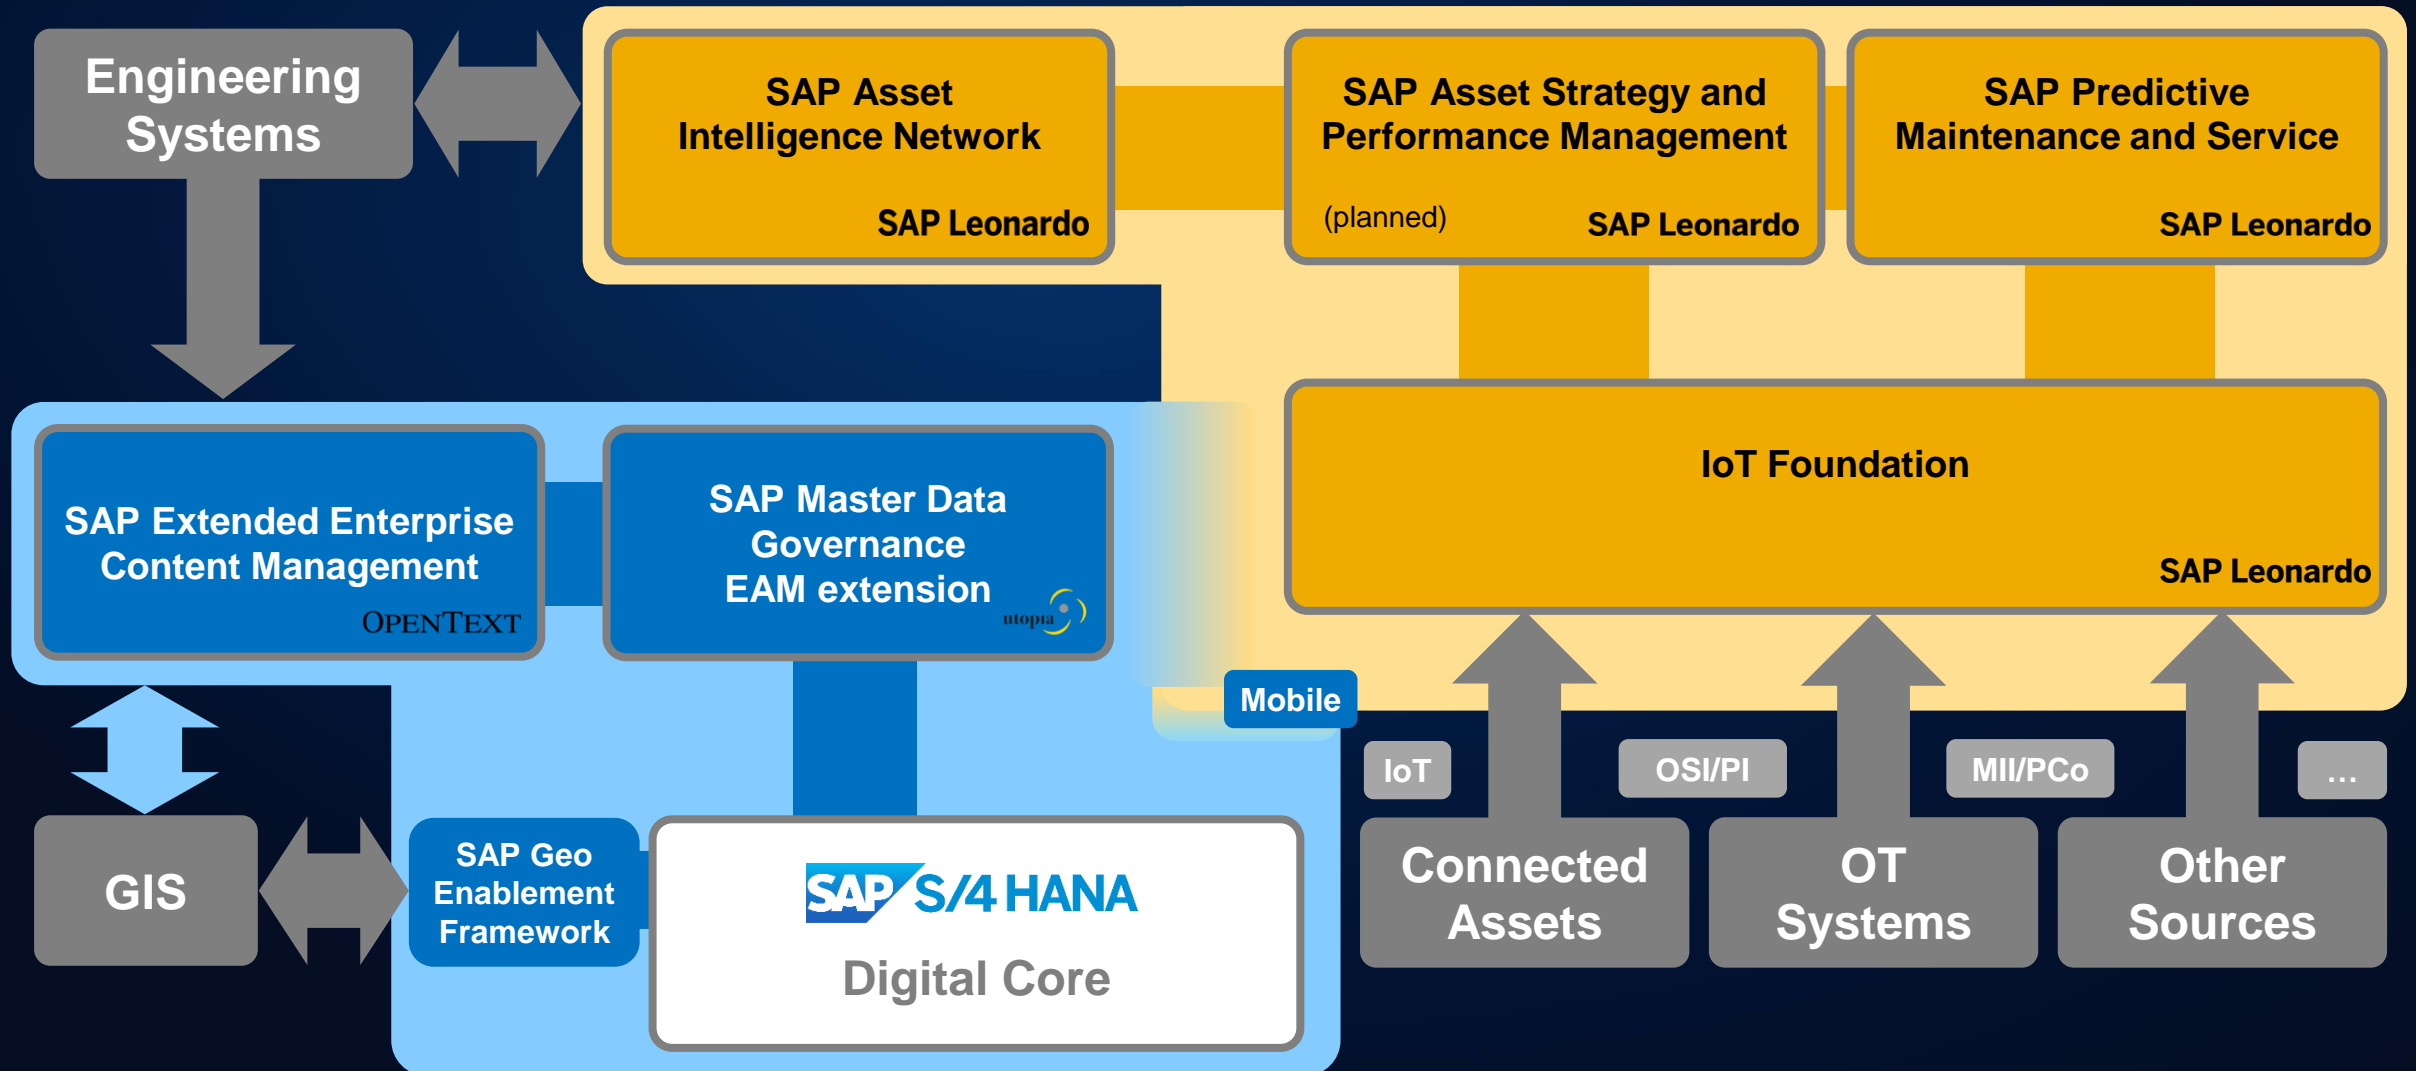 Engineering
Systems
SAP Asset
Intelligence Network
SAP Leonardo
SAP Asset Strategy and
Performance Management
(planned)
SAP Leonardo
SAP Predictive
Maintenance and Service
SAP Leonardo
SAP Extended Enterprise
Content Management
OPENTEXT
SAP Master Data
Governance
EAM extension
utopia
IoT Foundation
SAP Leonardo
Mobile
IoT
OSI/PI
MII/PCo
...
GIS
SAP Geo
Enablement
Framework
SAP S/4 HANA
Digital Core
Connected
Assets
OT
Systems
Other
Sources